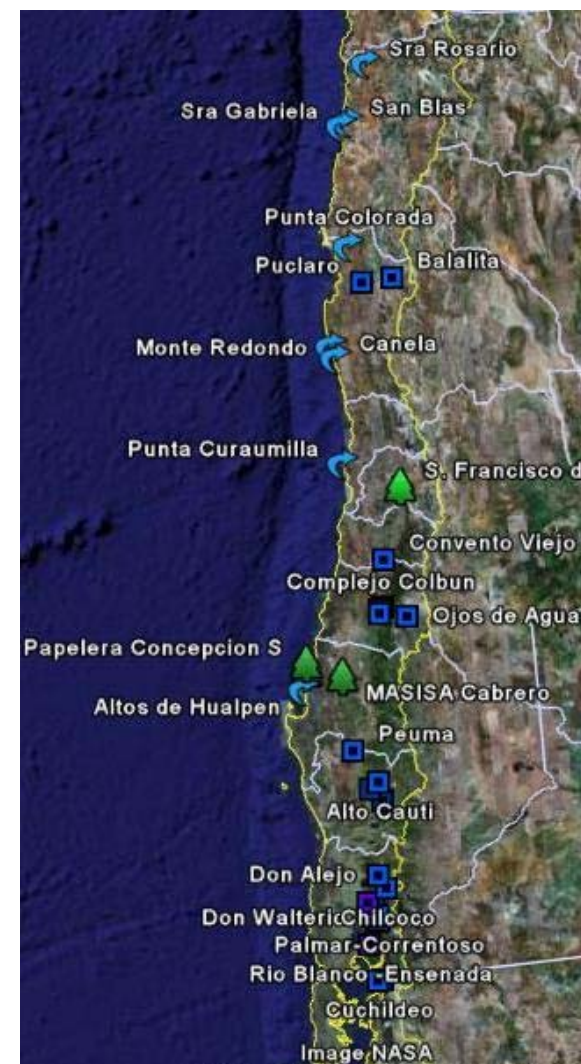 Sra Rosario
Sra Gabriela
San Blas
Punta Colorada
Puclaro
Balalita
Monte Redondo
Canela
Punta Curaumilla
S. Francisco d
Convento Viejo
Complejo Colbun
Ojos de Agua
Papelera Concepcion S
MASISA Cabrero
Altos de Hualpen
Peuma
Alto Cauti
Don Alejo
Don Walteric
Chilcoco
Palmar-Correntoso
Rio Blanco -Ensenada
Cuchildeo
Image NASA